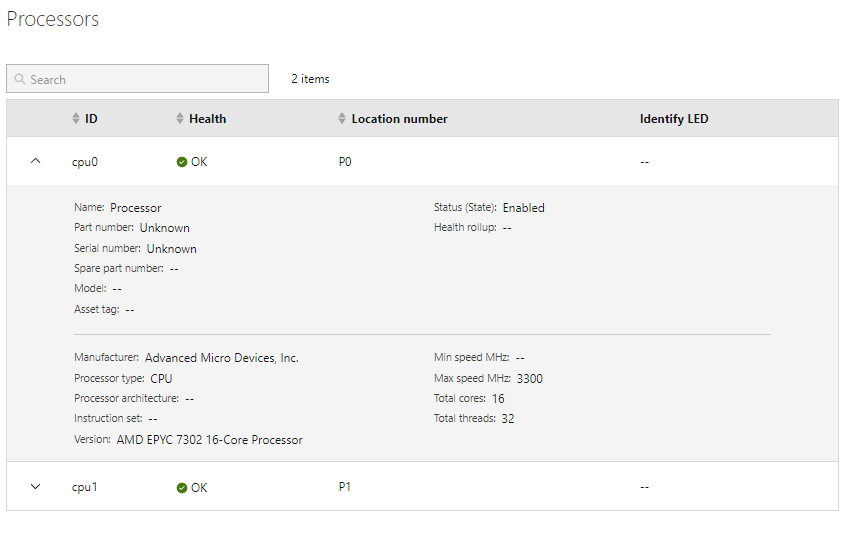 Processors
Search
2 items
ID Health Location number Identify LED
cpu0 OK P0 --
Name: Processor Status (State): Enabled
Part number: Unknown Health rollup: --
Serial number: Unknown
Spare part number: --
Model: --
Asset tag: --
Manufacturer: Advanced Micro Devices, Inc. Min speed MHz: --
Processor type: CPU Max speed MHz: 3300
Processor architecture: -- Total cores: 16
Instruction set: -- Total threads: 32
Version: AMD EPYC 7302 16-Core Processor
cpu1 OK P1 --